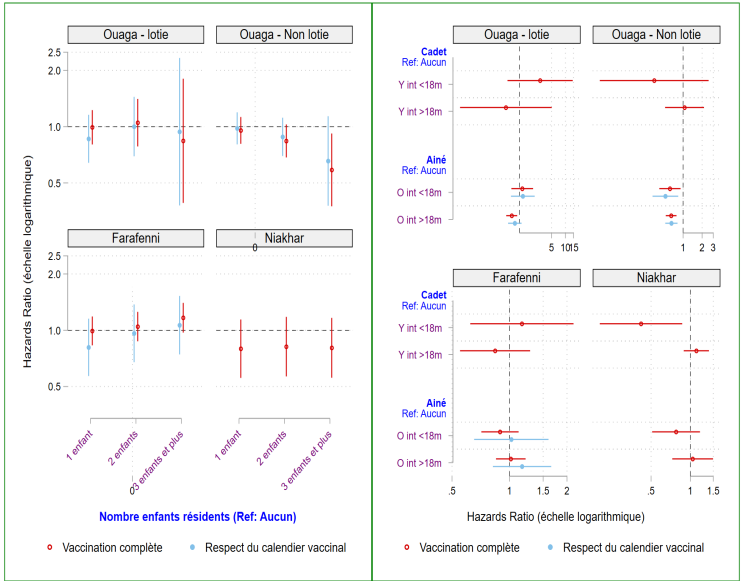 Ouaga - lotie
Ouaga - Non lotie
2.5
2.0
1.0
0.5
Farafenni
Niakhar
0
2.5
2.0
1.0
0.5
Hazards Ratio (échelle logarithmique)
1 enfant
2 enfants
3 enfants et plus
0
1 enfant
2 enfants
3 enfants et plus
Nombre enfants résidents (Ref: Aucun)
Vaccination complète
Respect du calendier vaccinal
Ouaga - lotie
Ouaga - Non lotie
Cadet
Ref: Aucun
Y int <18m
Y int >18m
Ainé
Ref: Aucun
O int <18m
O int >18m
5 10 15
1 2 3
Farafenni
Niakhar
Cadet
Ref: Aucun
Y int <18m
Y int >18m
Ainé
Ref: Aucun
O int <18m
O int >18m
.5 1 1.5 2
.5 1 1.5
Hazards Ratio (échelle logarithmique)
Vaccination complète
Respect du calendier vaccinal